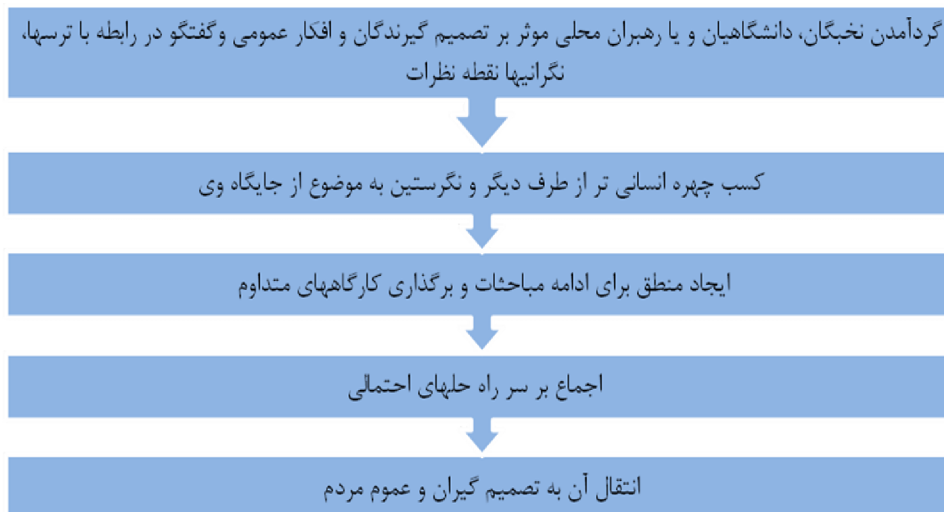 گردآمدن نخبگان، دانشگاهیان و یا رهبران محلی موثر بر تصمیم گیرندگان و افکار عمومی وگفتگو در رابطه با ترسها،
نگرانیها نقطه نظرات
کسب چهره انسانی تر از طرف دیگر و نگرستین به موضوع از جایگاه وی
ایجاد منطق برای ادامه مباحثات و برگذاری کارگاههای متداوم
اجماع بر سر راه حلهای احتمالی
انتقال آن به تصمیم گیران و عموم مردم